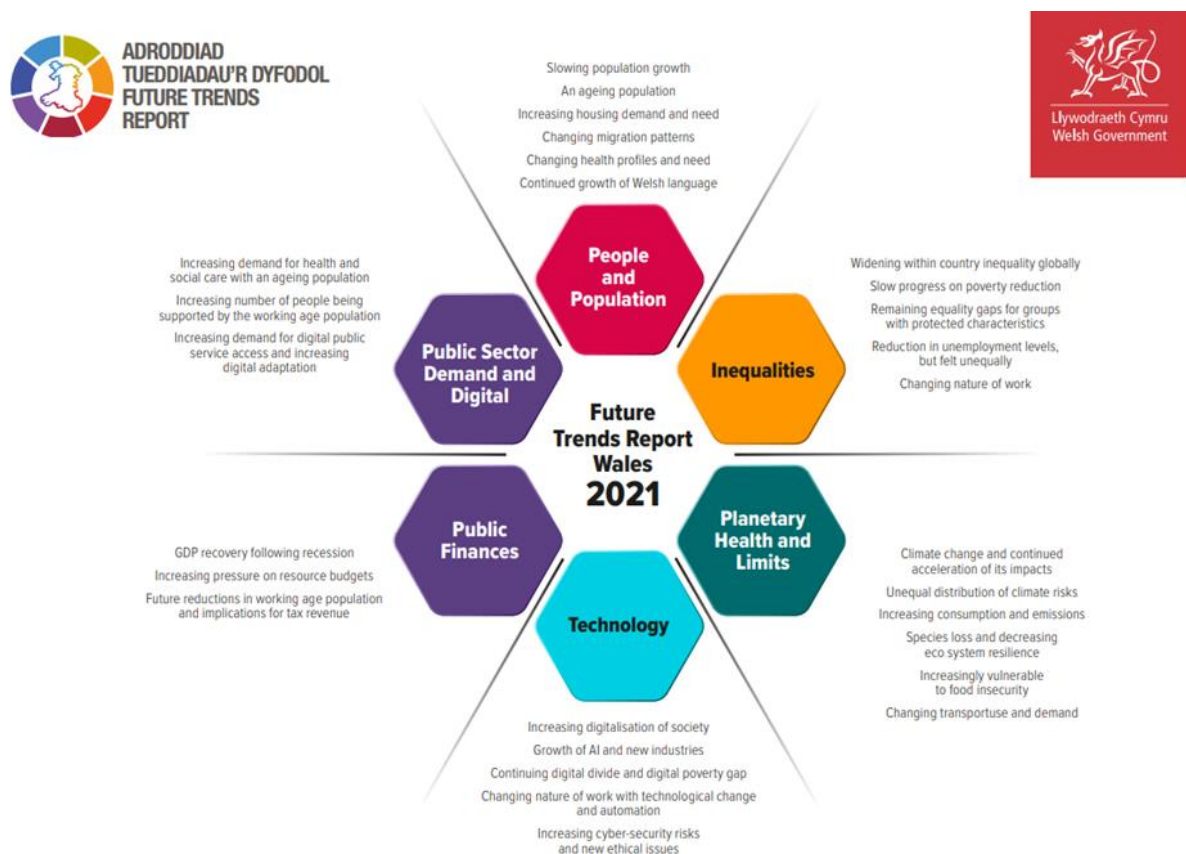 ADRODDIAD
TUEDDIADAU'R DYFODOL
FUTURE TRENDS
REPORT
Llywodraeth Cymru
Welsh Government
Slowing population growth
An ageing population
Increasing housing demand and need
Changing migration patterns
Changing health profiles and need
Continued growth of Welsh language
People
and
Population
Widening within country inequality globally
Slow progress on poverty reduction
Remaining equality gaps for groups
with protected characteristics
Reduction in unemployment levels,
but felt unequally
Changing nature of work
Inequalities
Increasing demand for health and
social care with an ageing population
Increasing number of people being
supported by the working age population
Increasing demand for digital public
service access and increasing
digital adaptation
Public Sector
Demand and
Digital
Future
Trends Report
Wales
2021
Planetary
Health and
Limits
Climate change and continued
acceleration of its impacts
Unequal distribution of climate risks
Increasing consumption and emissions
Species loss and decreasing
eco system resilience
Increasingly vulnerable
to food insecurity
Changing transportuse and demand
Public
Finances
GDP recovery following recession
Increasing pressure on resource budgets
Future reductions in working age population
and implications for tax revenue
Technology
Increasing digitalisation of society
Growth of AI and new industries
Continuing digital divide and digital poverty gap
Changing nature of work with technological change
and automation
Increasing cyber-security risks
and new ethical issues